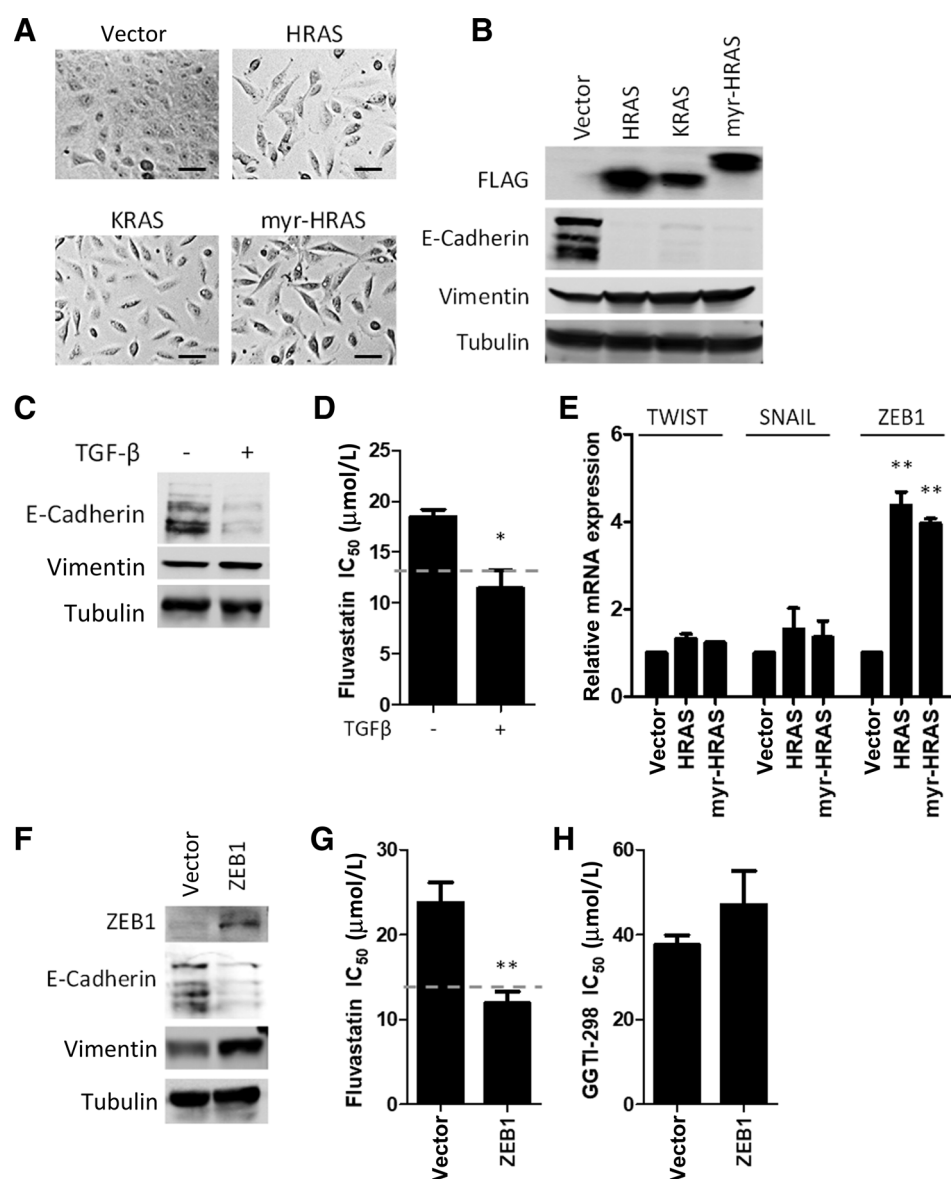 A
Vector
HRAS
KRAS
myr-HRAS
B
Vector
HRAS
KRAS
myr-HRAS
FLAG
E-Cadherin
Vimentin
Tubulin
C
TGF-β - +
E-Cadherin
Vimentin
Tubulin
D
Fluvastatin IC50 (μmol/L)
25
20
15
10
5
0
*
TGFβ - +
E
Relative mRNA expression
6
4
2
0
TWIST SNAIL ZEB1
** **
Vector
HRAS
myr-HRAS
Vector
HRAS
myr-HRAS
Vector
HRAS
myr-HRAS
F
Vector
ZEB1
ZEB1
E-Cadherin
Vimentin
Tubulin
G
Fluvastatin IC50 (μmol/L)
30
20
10
0
**
Vector
ZEB1
H
GGTI-298 IC50 (μmol/L)
60
40
20
0
Vector
ZEB1